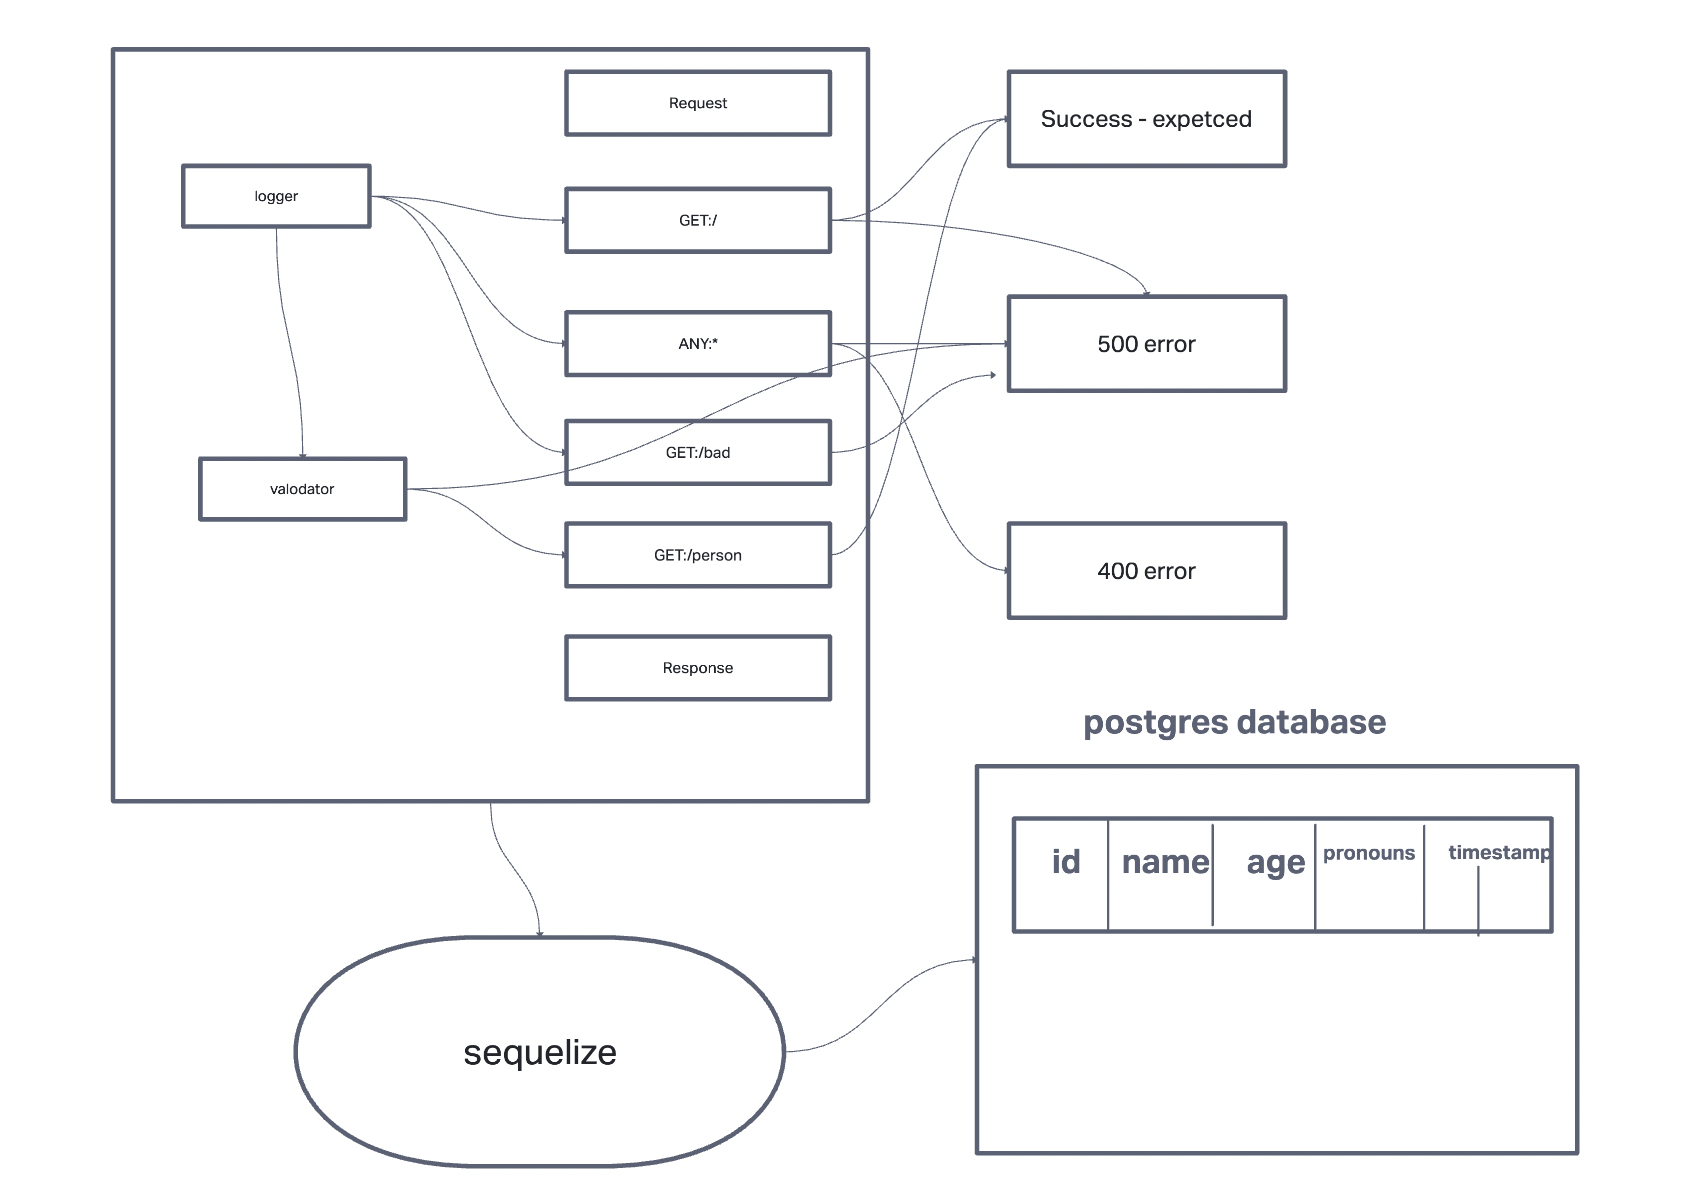 Request
Success - expetced
logger
GET:/
ANY:*
500 error
GET:/bad
valodator
GET:/person
400 error
Response
postgres database
id name age pronouns timestamp
sequelize